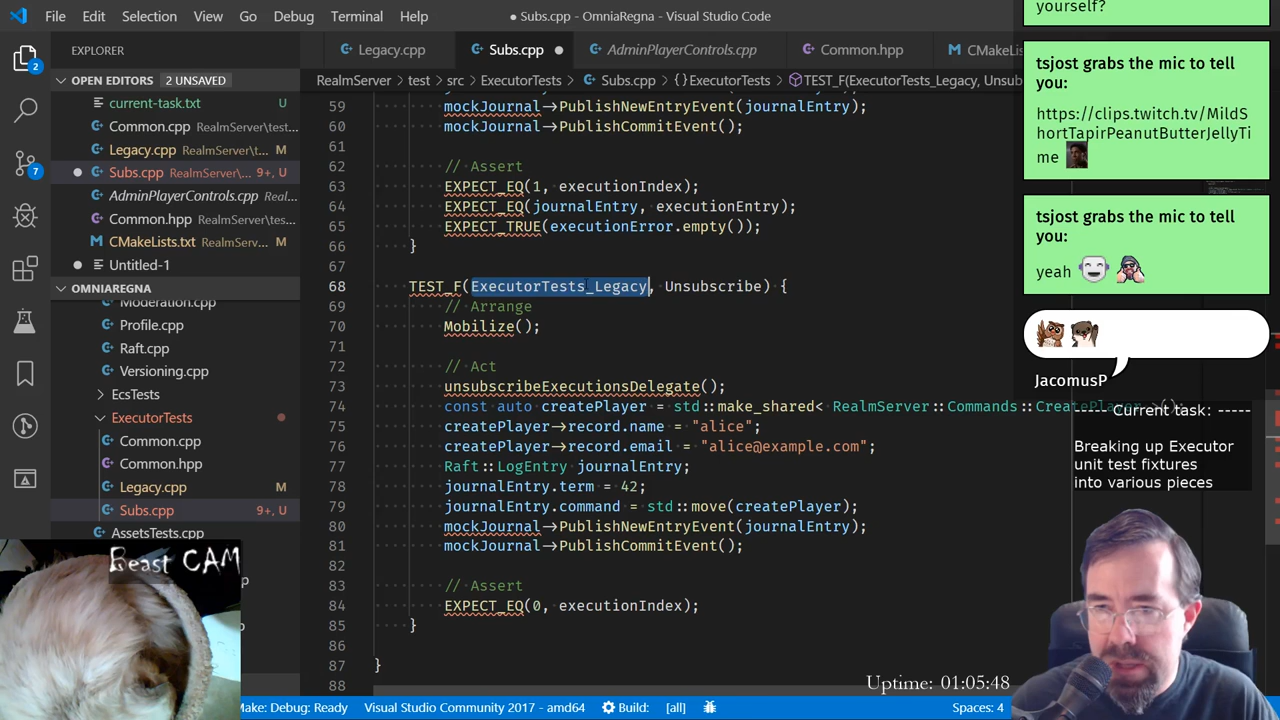 File Edit Selection View Go Debug Terminal Help
● Subs.cpp - OmniaRegna - Visual Studio Code
EXPLORER
Legacy.cpp
Subs.cpp
AdminPlayerControls.cpp
Common.hpp
OPEN EDITORS 2 UNSAVED
current-task.txt U
Common.cpp RealmServer\test...
Legacy.cpp RealmServer\t... M
Subs.cpp RealmServer\... 9+, U
AdminPlayerControls.cpp Real...
Common.hpp RealmServer\tes...
CMakeLists.txt RealmServer M
Untitled-1
OMNIAREGNA
Moderation.cpp
Profile.cpp
Raft.cpp
Versioning.cpp
EcsTests
ExecutorTests
Common.cpp
Common.hpp
Legacy.cpp M
Subs.cpp 9+, U
AssetsTests.cpp
2
7
RealmServer > test > src > ExecutorTests > Subs.cpp > {} ExecutorTests > TEST_F(ExecutorTests_Legacy, Unsub
59 mockJournal->PublishNewEntryEvent(journalEntry);
60 mockJournal->PublishCommitEvent();
61
62 // Assert
63 EXPECT_EQ(1, executionIndex);
64 EXPECT_EQ(journalEntry, executionEntry);
65 EXPECT_TRUE(executionError.empty());
66 }
67
68 TEST_F(ExecutorTests_Legacy, Unsubscribe) {
69 // Arrange
70 Mobilize();
71
72 // Act
73 unsubscribeExecutionsDelegate();
74 const auto createPlayer = std::make_shared< RealmServer::Commands::CreatePlayer >();
75 createPlayer->record.name = "alice";
76 createPlayer->record.email = "alice@example.com";
77 Raft::LogEntry journalEntry;
78 journalEntry.term = 42;
79 journalEntry.command = std::move(createPlayer);
80 mockJournal->PublishNewEntryEvent(journalEntry);
81 mockJournal->PublishCommitEvent();
82
83 // Assert
84 EXPECT_EQ(0, executionIndex);
85 }
86
87 }
88
yourself?
tsjost grabs the mic to tell
you:
https://clips.twitch.tv/MildS
hortTapirPeanutButterJellyTi
me
tsjost grabs the mic to tell
you:
yeah
JacomusP
----- Current task: -----
Breaking up Executor
unit test fixtures
into various pieces
Beast CAM
Uptime: 01:05:48
Make: Debug: Ready Visual Studio Community 2017 - amd64 Build: [all] Spaces: 4